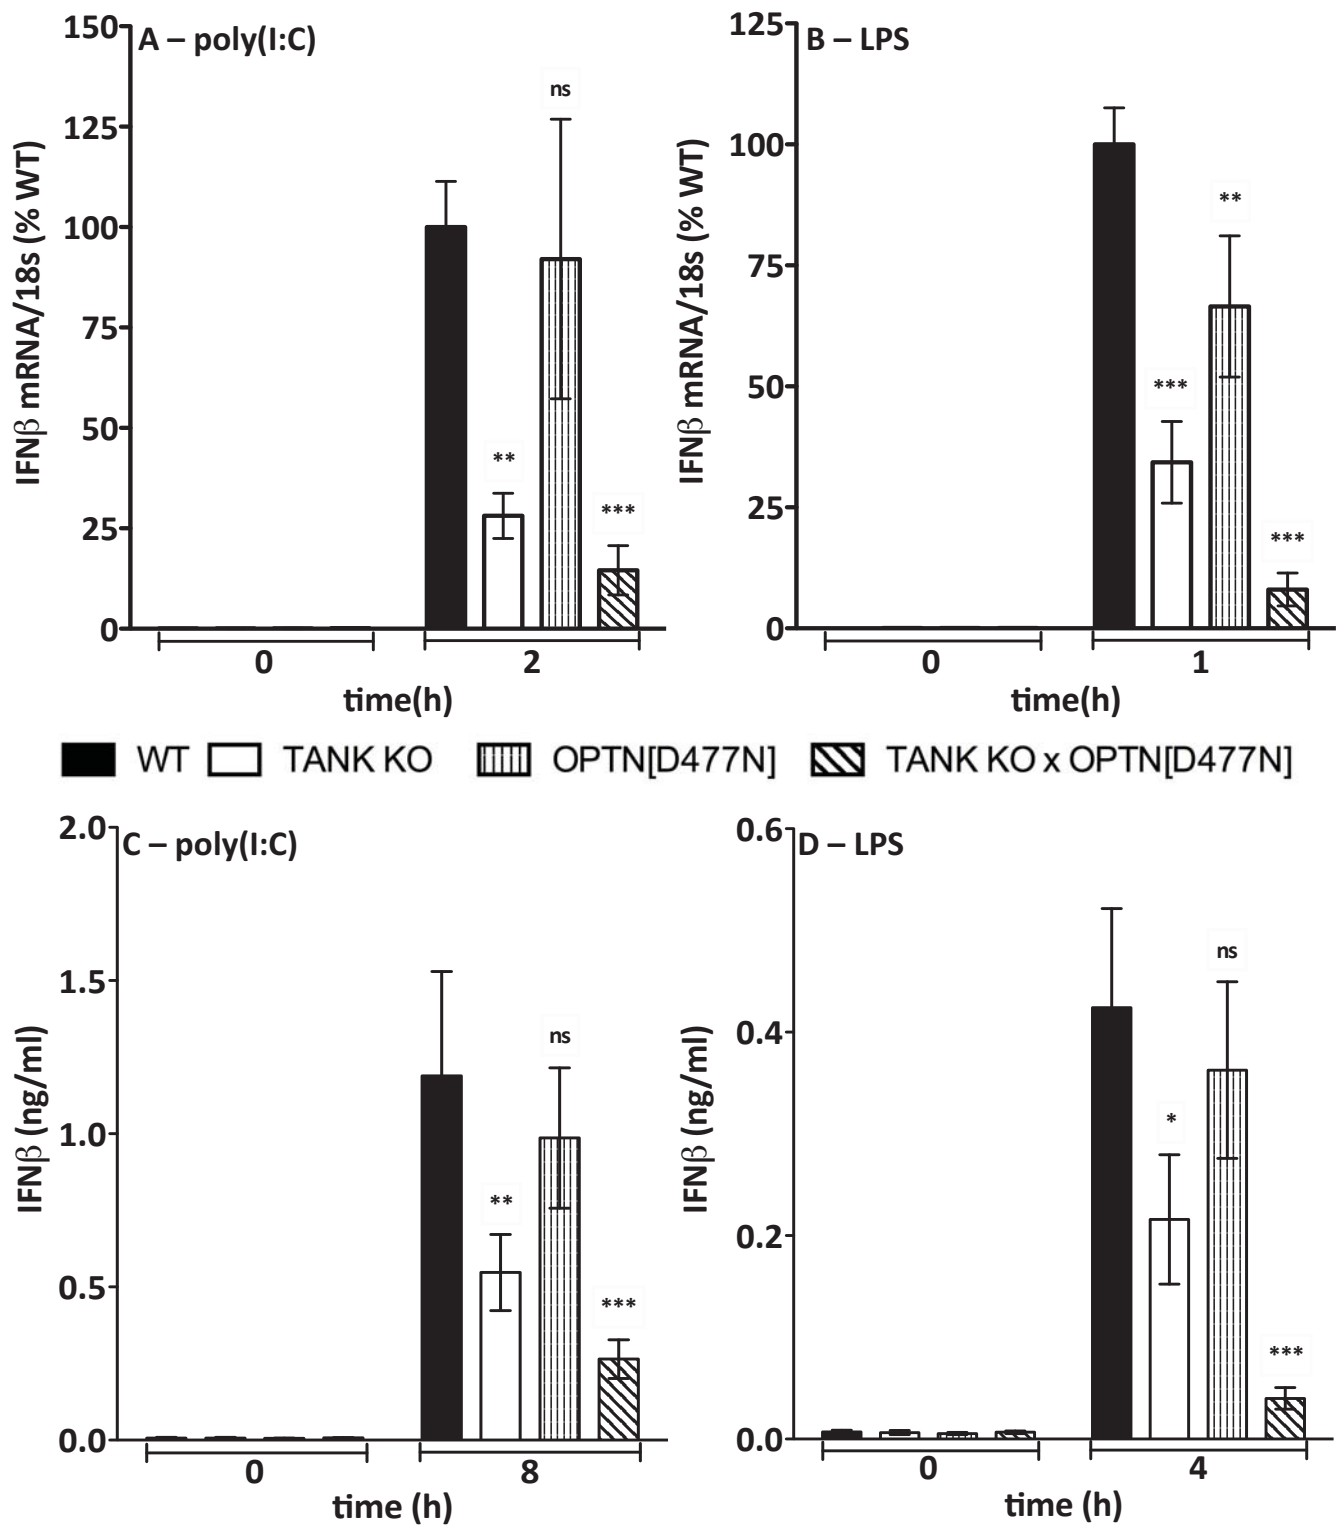 A – poly(I:C)
IFNβ mRNA/18s (% WT)
150
125
100
75
50
25
0
ns
**
***
0
2
time(h)
B – LPS
IFNβ mRNA/18s (% WT)
125
100
75
50
25
0
***
**
***
0
1
time(h)
WT TANK KO OPTN[D477N] TANK KO x OPTN[D477N]
C – poly(I:C)
IFNβ (ng/ml)
2.0
1.5
1.0
0.5
0.0
**
ns
***
0
8
time (h)
D – LPS
IFNβ (ng/ml)
0.6
0.4
0.2
0.0
*
ns
***
0
4
time (h)